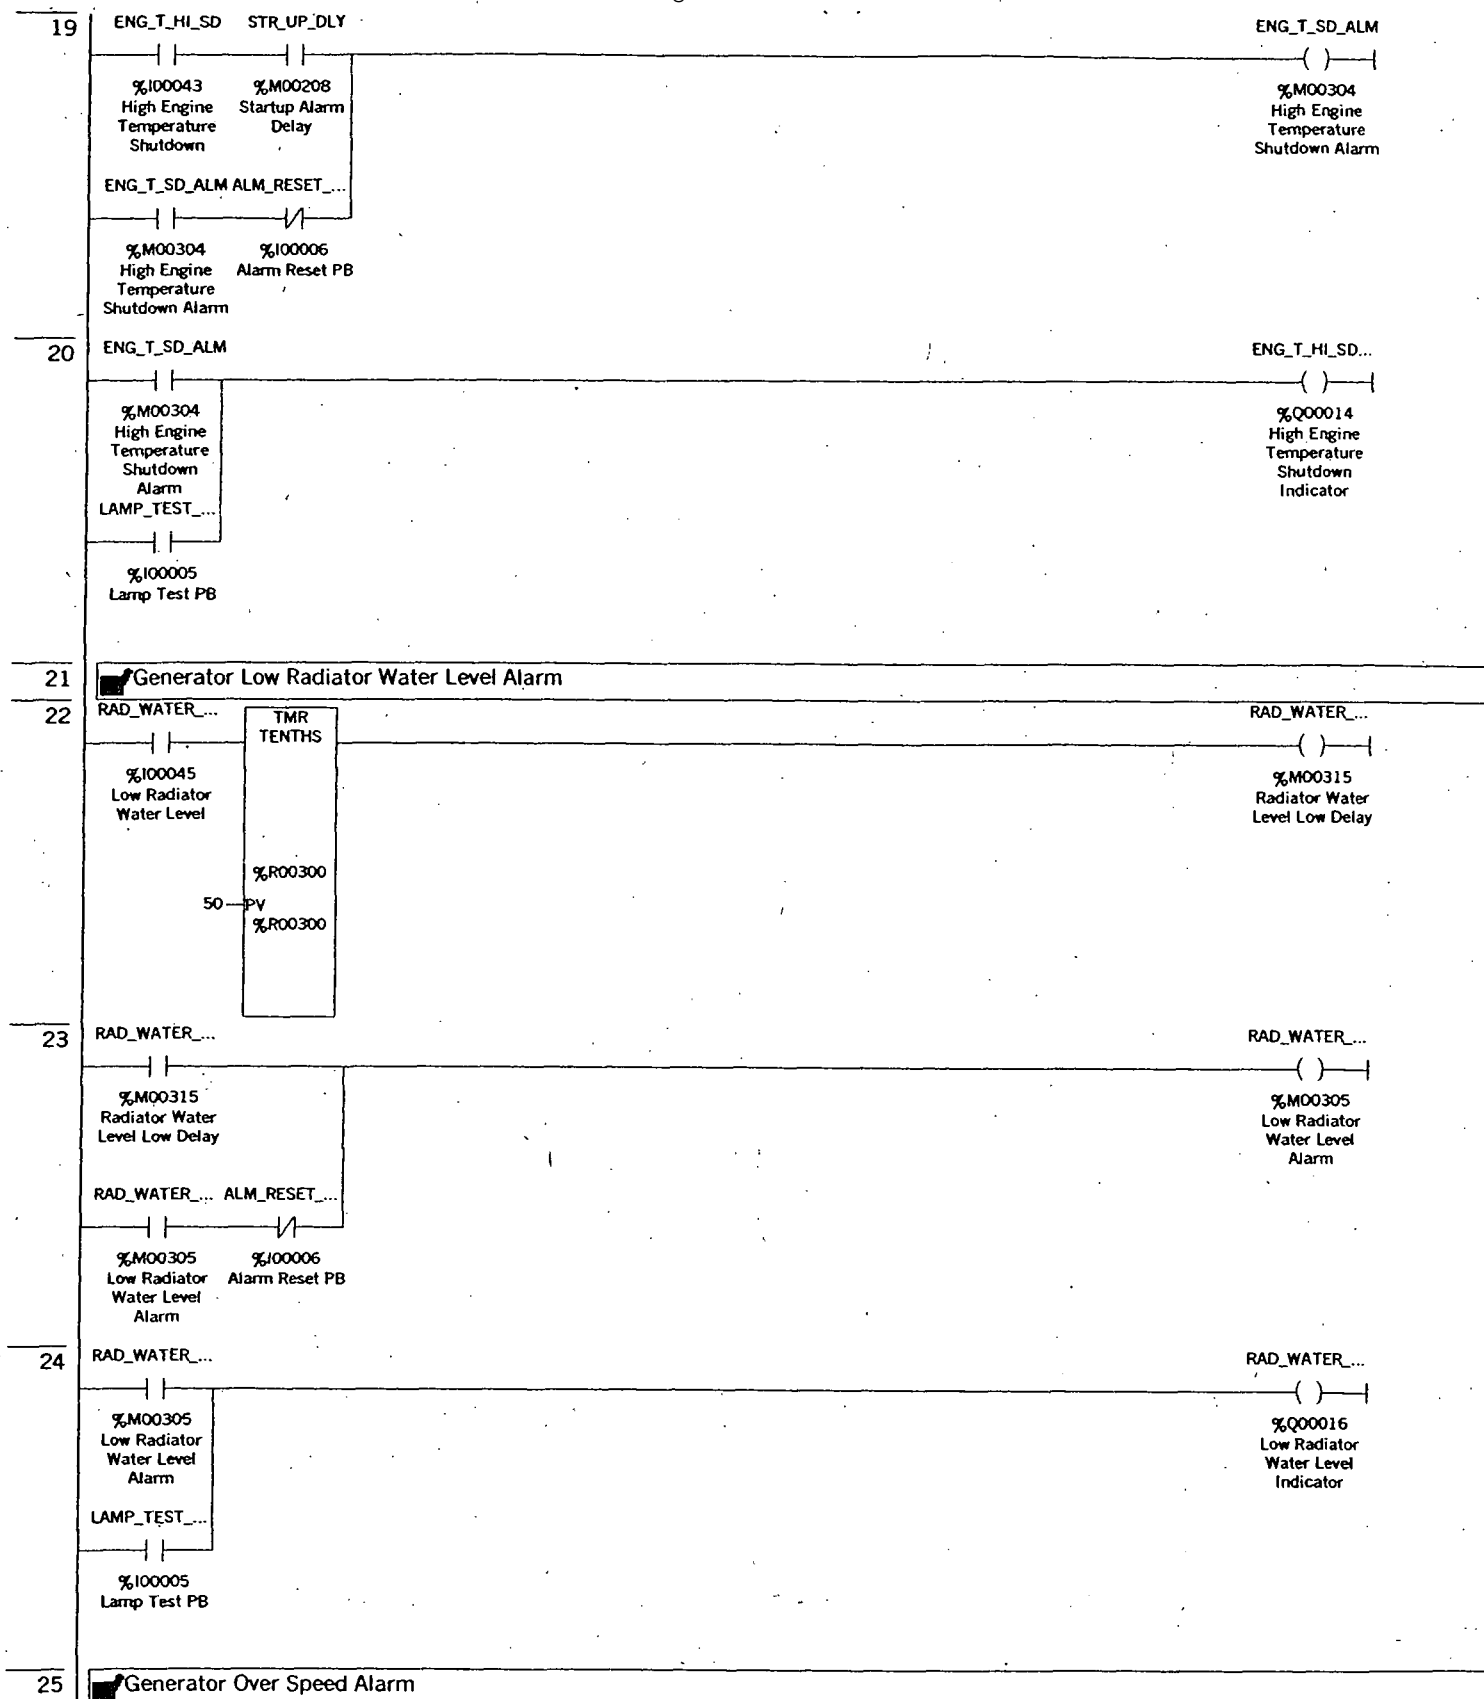 19
ENG_T_HI_SD STR_UP_DLY ENG_T_SD_ALM
%I00043 %M00208 %M00304
High Engine Startup Alarm High Engine
Temperature Delay Temperature
Shutdown Shutdown Alarm
ENG_T_SD_ALM ALM_RESET_...
%M00304 %I00006
High Engine Alarm Reset PB
Temperature
Shutdown Alarm
20
ENG_T_SD_ALM ENG_T_HI_SD...
%M00304 %Q00014
High Engine High Engine
Temperature Temperature
Shutdown Shutdown
Alarm Indicator
LAMP_TEST_...
%I00005
Lamp Test PB
21 Generator Low Radiator Water Level Alarm
22
RAD_WATER_... TMR RAD_WATER_...
TENTHS
%I00045 %M00315
Low Radiator Radiator Water
Water Level Level Low Delay
%R00300
50 PV
%R00300
23
RAD_WATER_... RAD_WATER_...
%M00315 %M00305
Radiator Water Low Radiator
Level Low Delay Water Level
Alarm
RAD_WATER_... ALM_RESET_...
%M00305 %I00006
Low Radiator Alarm Reset PB
Water Level
Alarm
24
RAD_WATER_... RAD_WATER_...
%M00305 %Q00016
Low Radiator Low Radiator
Water Level Water Level
Alarm Indicator
LAMP_TEST_...
%I00005
Lamp Test PB
25 Generator Over Speed Alarm